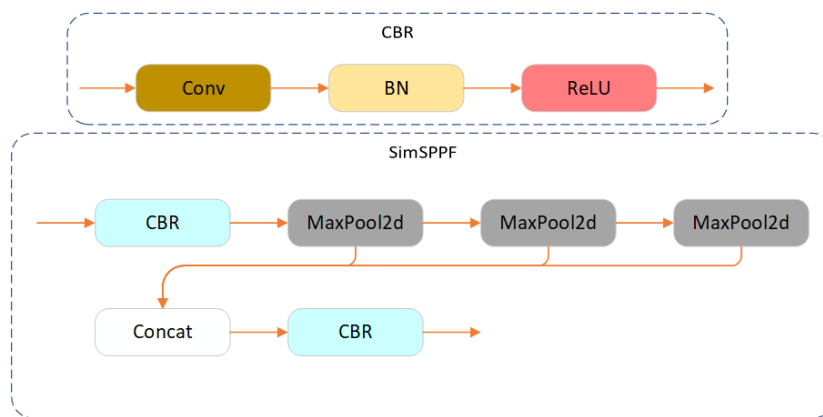 CBR
Conv
BN
ReLU
SimSPPF
CBR
MaxPool2d
MaxPool2d
MaxPool2d
Concat
CBR